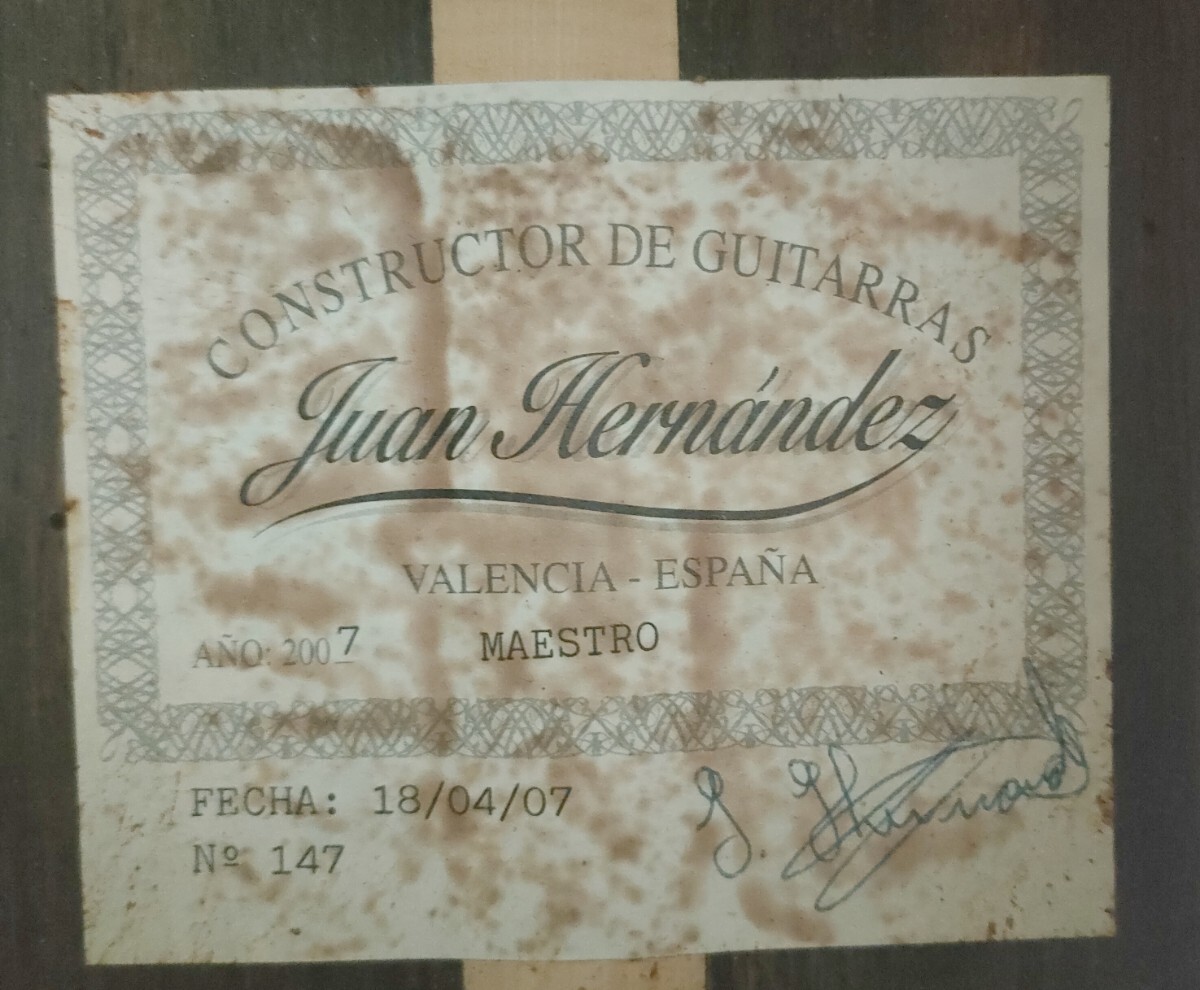 CONSTRUCTOR DE GUITARRAS
Juan Hernández
VALENCIA - ESPAÑA
AÑO: 2007 MAESTRO
FECHA: 18/04/07
Nº 147